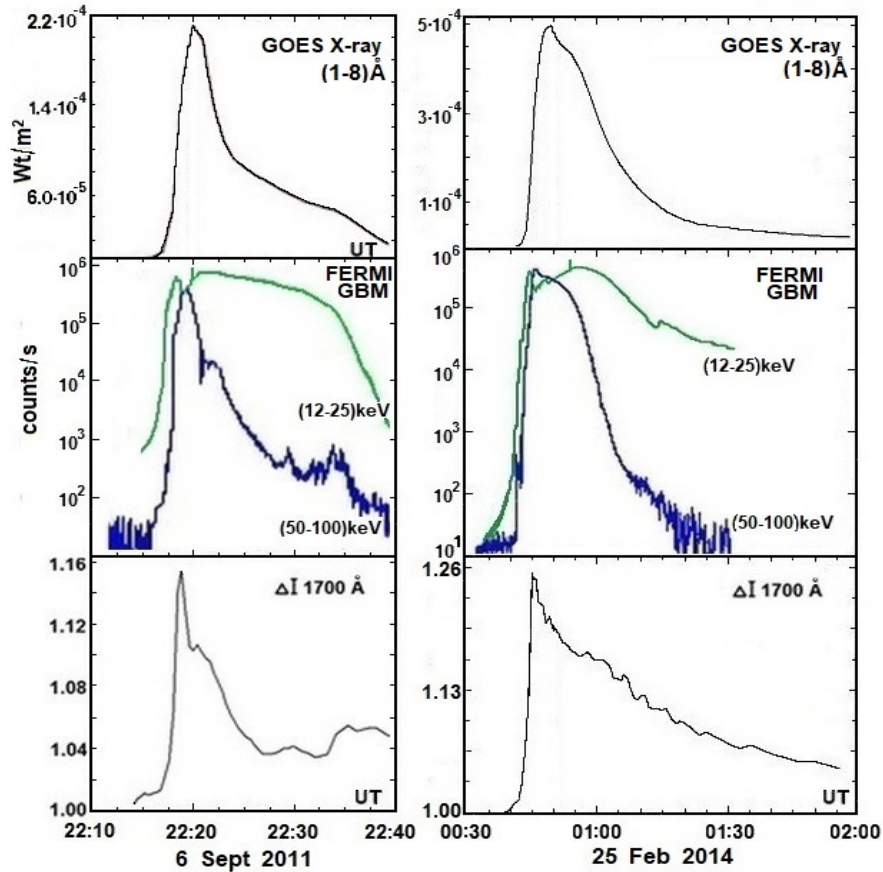 2.2·10⁻⁴
1.4·10⁻⁴
6.0·10⁻⁵
Wt/m²
GOES X-ray
(1-8)Å
UT
5·10⁻⁴
3·10⁻⁴
1·10⁻⁴
GOES X-ray
(1-8)Å
10⁶
10⁵
10⁴
10³
10²
counts/s
FERMI
GBM
(12-25)keV
(50-100)keV
10⁶
10⁵
10⁴
10³
10²
10¹
FERMI
GBM
(12-25)keV
(50-100)keV
1.16
1.12
1.08
1.04
1.00
ΔI 1700 Å
UT
22:10 22:20 22:30 22:40
6 Sept 2011
1.26
1.13
1.00
ΔI 1700 Å
UT
00:30 01:00 01:30 02:00
25 Feb 2014